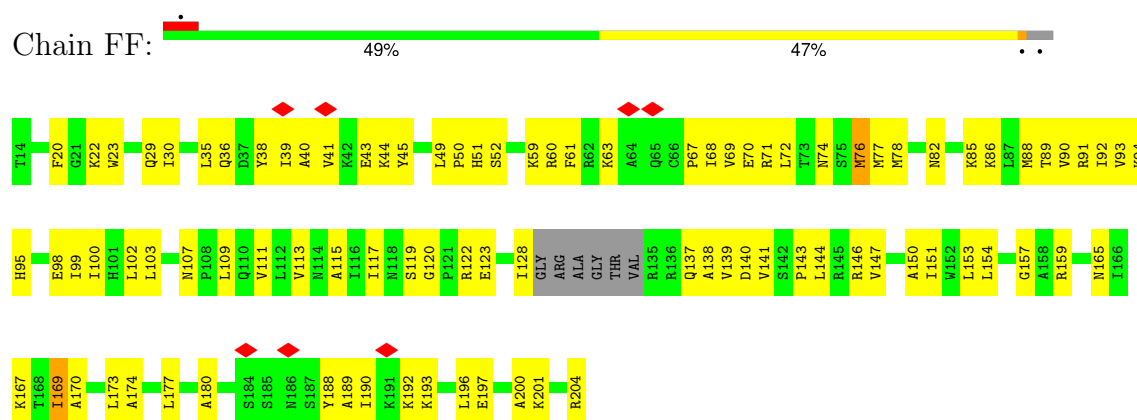 Chain FF:
49% 47%
T14 F20 G21 K22 W23 Q29 I30 L35 Q36 D37 Y38 I39 A40 V41 K42 E43 K44 Y45 L49 P50 H51 S52 K59 R60 F61 R62 K63 A64 Q65 G66 P67 I68 V69 E70 R71 L72 T73 N74 S75 M76 M77 M78 N82 K85 K86 L87 M88 T89 V90 R91 I92 V93
H95 E98 I99 I100 H101 L102 L103 N107 P108 L109 Q110 V111 L112 V113 N114 A115 I116 I117 N118 S119 G120 P121 R122 E123 I128 GLY ARG ALA GLY THR VAL R135 R136 Q137 A138 V139 D140 V141 S142 P143 L144 R145 R146 V147 A150 I151 W152 L153 L154 G157 A158 R159 N165 I166
K167 T168 I169 A170 L173 A174 L177 A180 S184 S185 N186 S187 Y188 A189 I190 K191 K192 K193 L196 E197 A200 K201 R204